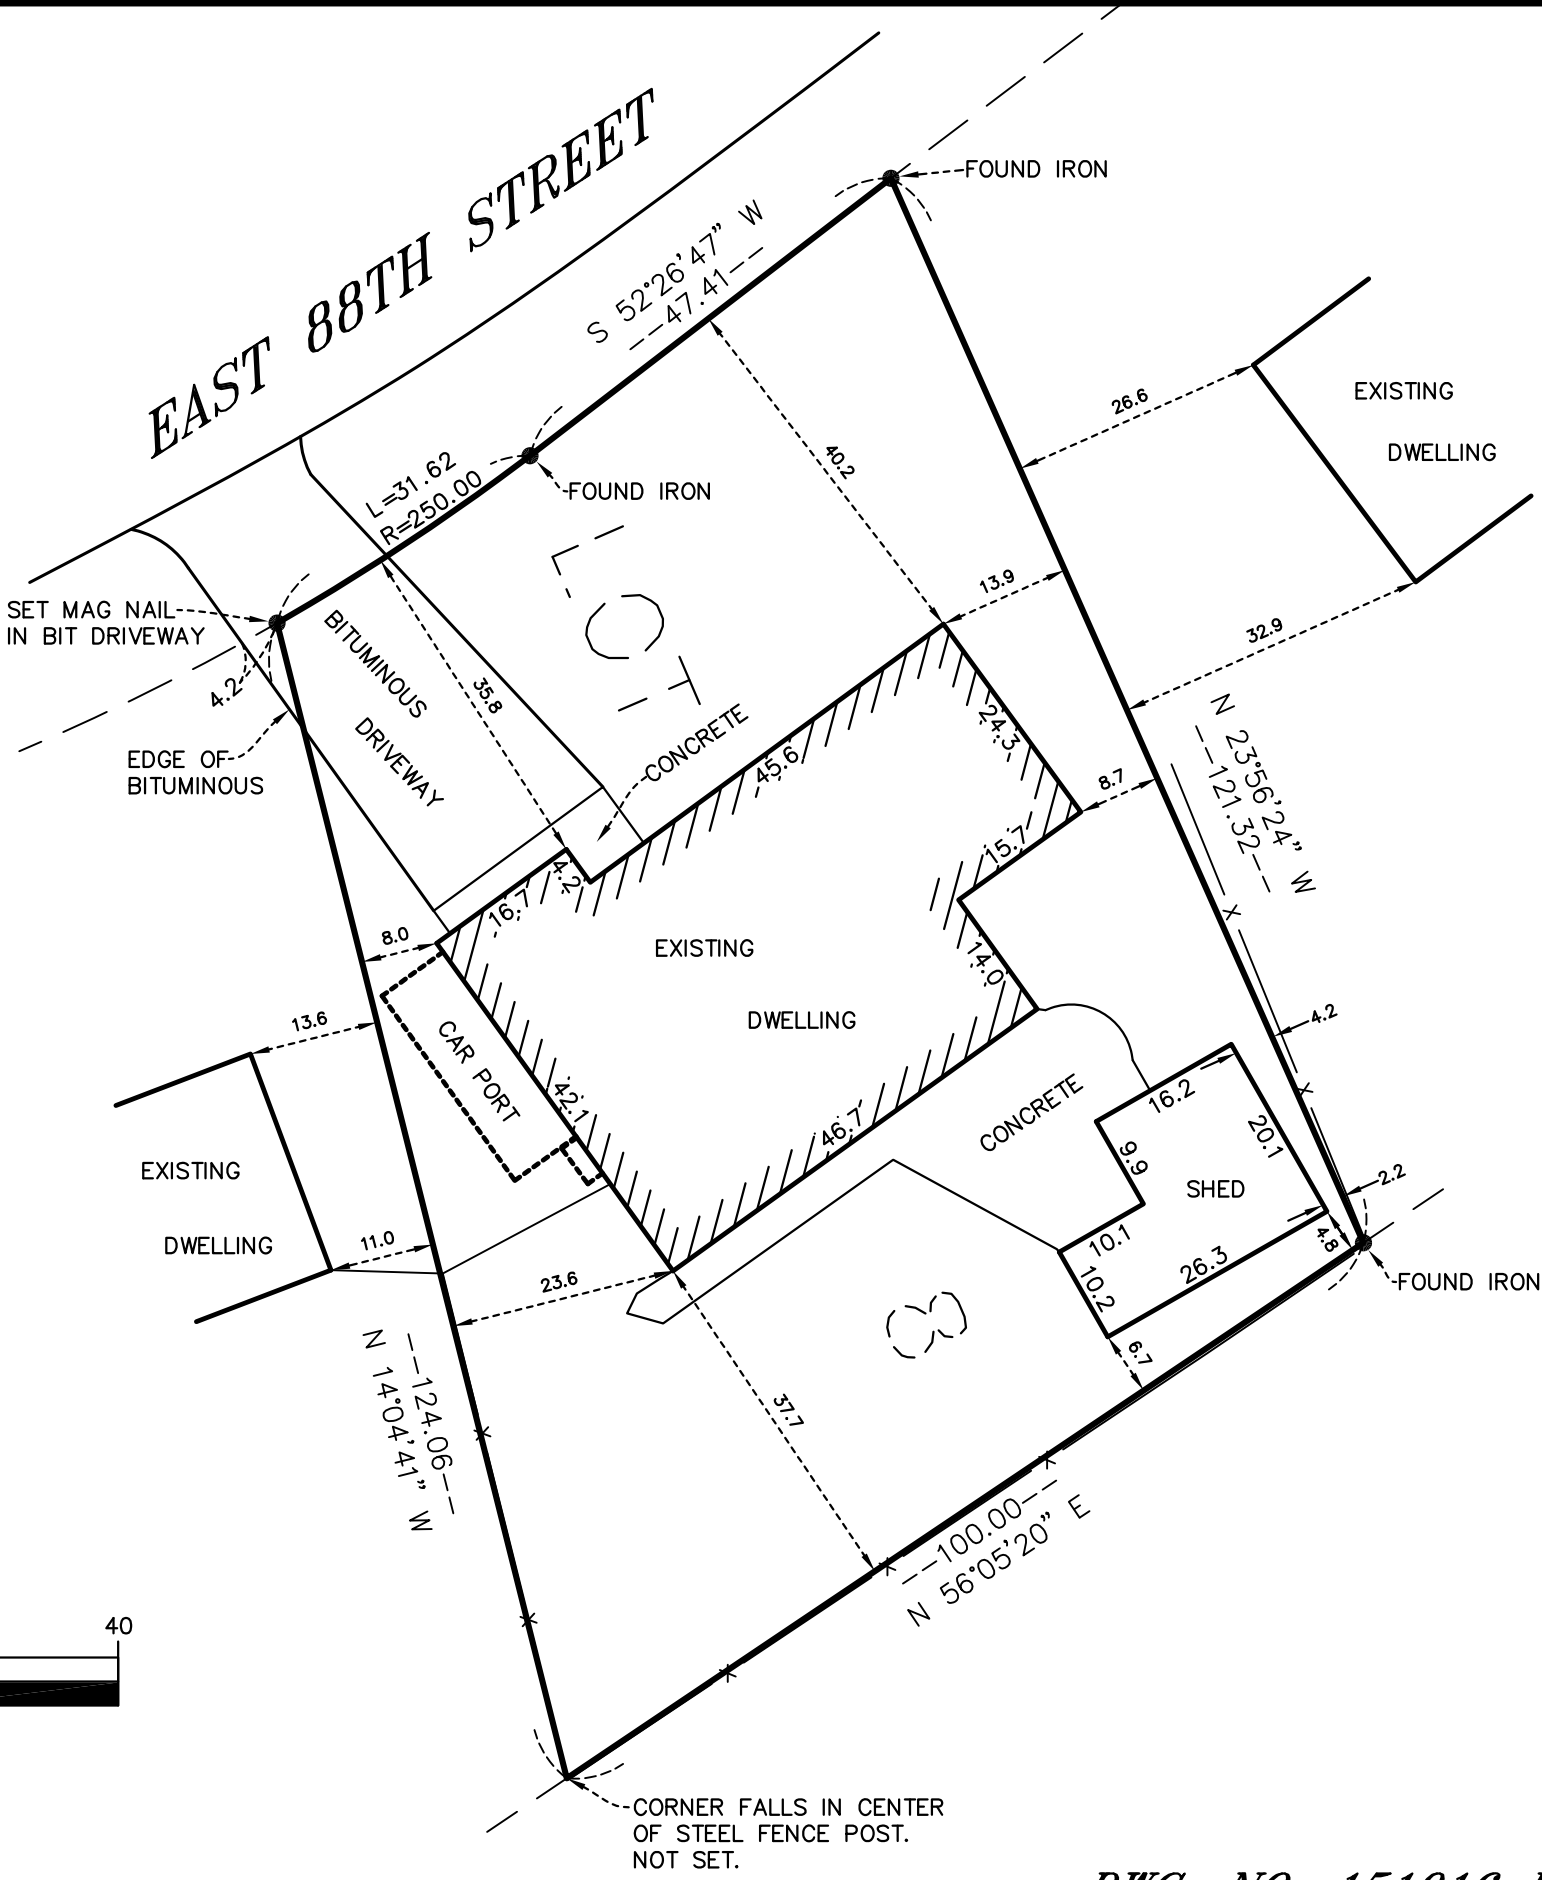 EAST 88TH STREET
FOUND IRON
S 52°26'47" W
--47.41--
EXISTING
DWELLING
26.6
40.2
L=31.62
R=250.00
FOUND IRON
LOT
13.9
32.9
SET MAG NAIL
IN BIT DRIVEWAY
4.2
BITUMINOUS
DRIVEWAY
35.8
CONCRETE
EDGE OF
BITUMINOUS
45.6
24.3
8.7
N 23°56'24" W
--121.32--
X
15.7
4.2
16.7
8.0
EXISTING
DWELLING
14.0
13.6
CAR PORT
42.1
46.7
CONCRETE
4.2
X
16.2
20.1
9.9
SHED
2.2
EXISTING
DWELLING
11.0
10.1
26.3
10.2
4.8
FOUND IRON
23.6
8
6.7
37.7
--124.06--
N 14°04'41" W
--100.00--
N 56°05'20" E
40
CORNER FALLS IN CENTER
OF STEEL FENCE POST.
NOT SET.